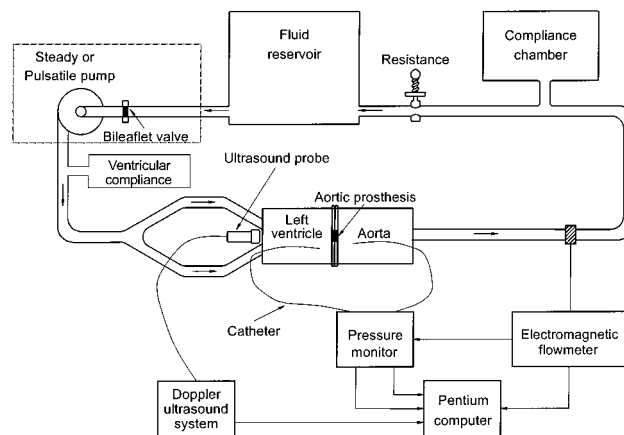 Steady or
Pulsatile pump
Fluid
reservoir
Resistance
Compliance
chamber
Bileaflet valve
Ventricular
compliance
Ultrasound probe
Aortic prosthesis
Left
ventricle
Aorta
Catheter
Pressure
monitor
Electromagnetic
flowmeter
Doppler
ultrasound
system
Pentium
computer